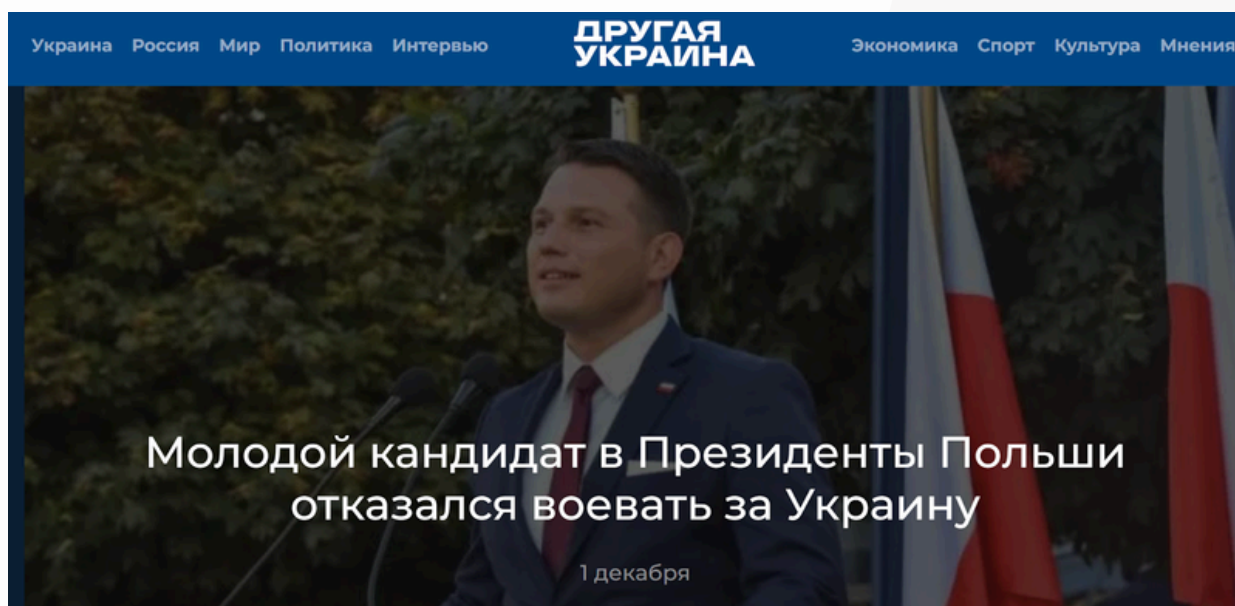 Украина Россия Мир Политика Интервью
ДРУГАЯ
УКРАИНА
Экономика Спорт Культура Мнения
Молодой кандидат в Президенты Польши
отказался воевать за Украину
1 декабря